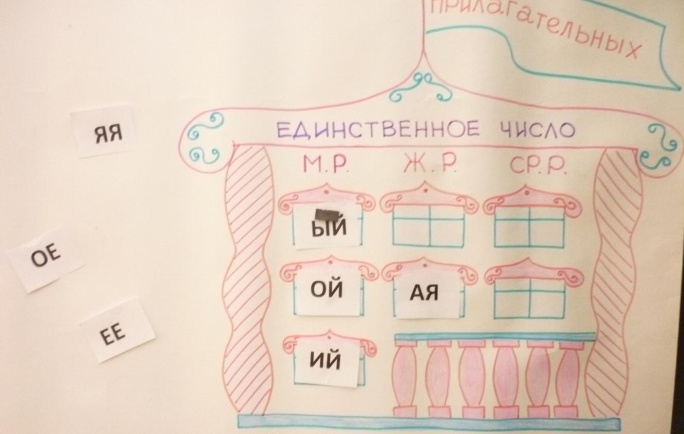 ПРИЛАГАТЕЛЬНЫХ
ЕДИНСТВЕННОЕ ЧИСЛО
М.Р. Ж.Р. СР.Р.
ЯЯ
ЫЙ
ОЕ
ОЙ АЯ
ЕЕ
ИЙ